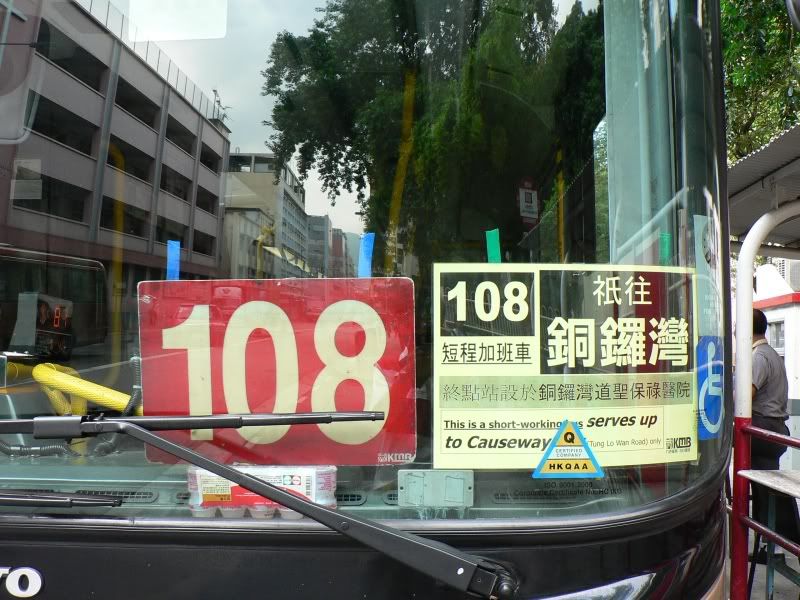 108
KMB
108
祇往
短程加班車
銅鑼灣
終點站設於銅鑼灣道聖保祿醫院
This is a short-working serves up
to Causeway Tung Lo Wan Road) only
KMB
Q
CERTIFIED
COMPANY
HKQAA
ISO 9001:2000
VO